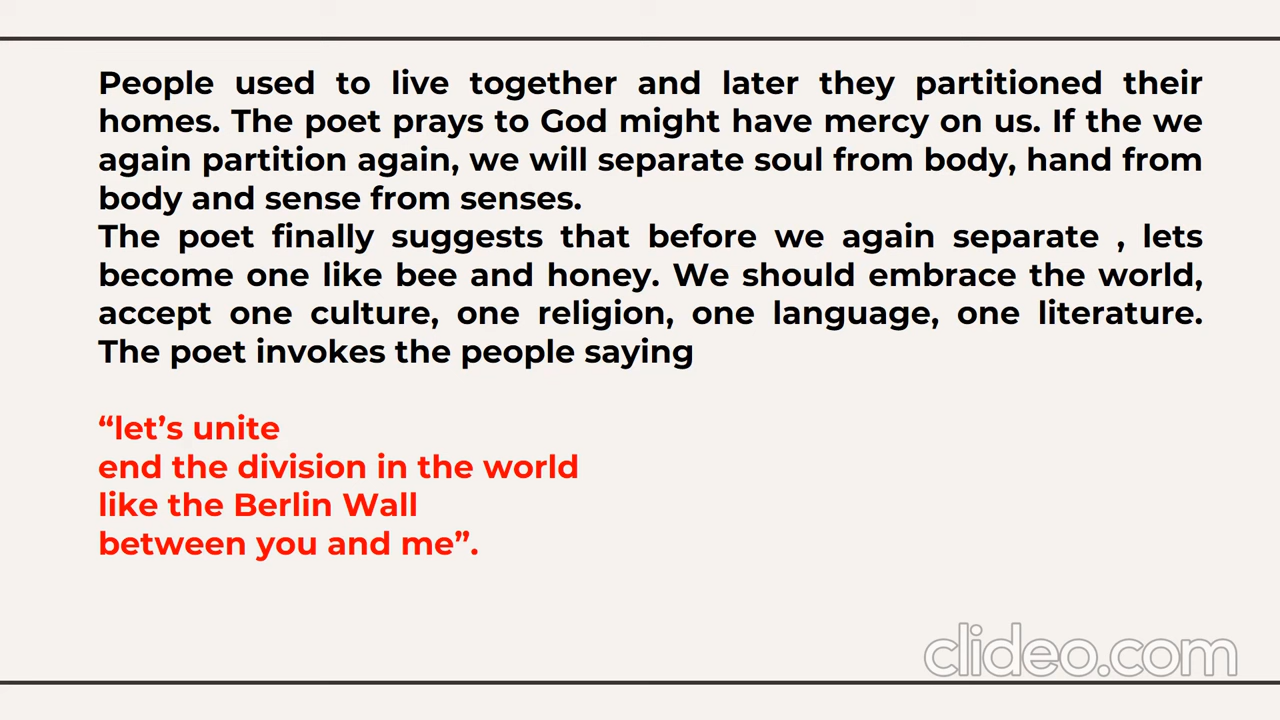 People used to live together and later they partitioned their
homes. The poet prays to God might have mercy on us. If the we
again partition again, we will separate soul from body, hand from
body and sense from senses.
The poet finally suggests that before we again separate , lets
become one like bee and honey. We should embrace the world,
accept one culture, one religion, one language, one literature.
The poet invokes the people saying
“let’s unite
end the division in the world
like the Berlin Wall
between you and me”.
clideo.com